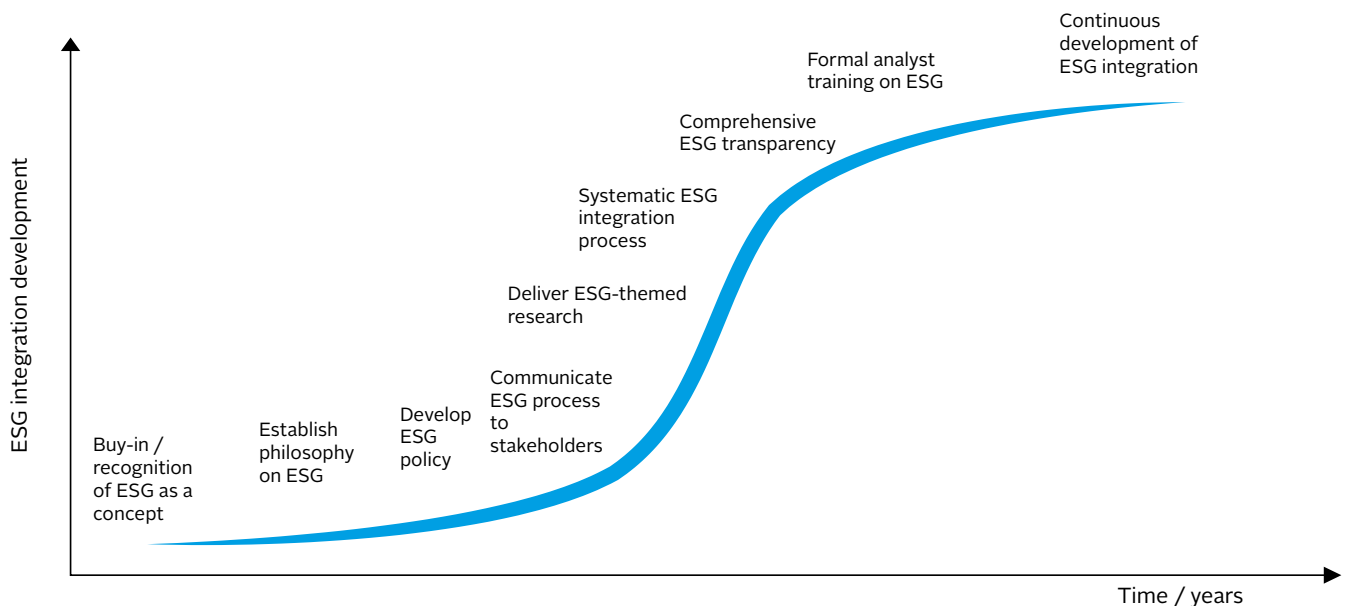 Continuous
development of
ESG integration
Formal analyst
training on ESG
Comprehensive
ESG transparency
Systematic ESG
integration
process
Deliver ESG-themed
research
Communicate
ESG process
to
stakeholders
Develop
ESG
policy
Establish
philosophy
on ESG
Buy-in /
recognition
of ESG as a
concept
ESG integration development
Time / years